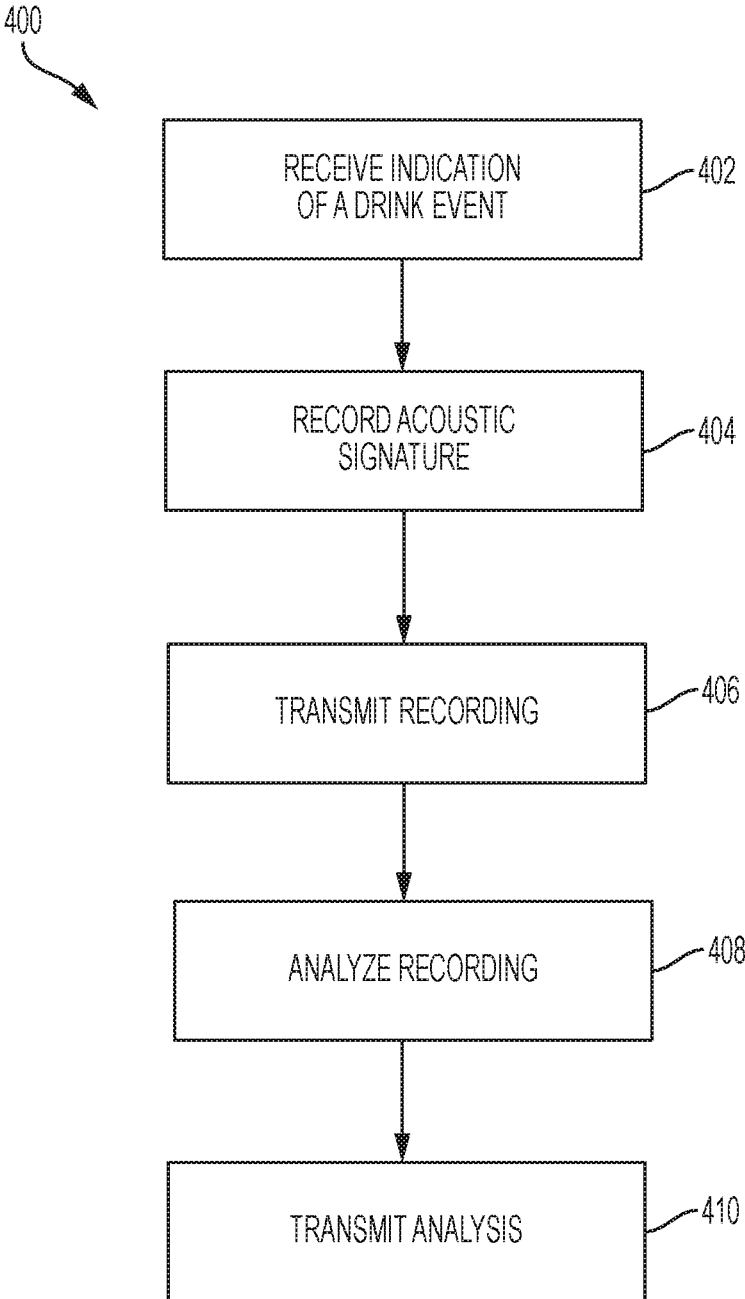 400
RECEIVE INDICATION
OF A DRINK EVENT
402
RECORD ACOUSTIC
SIGNATURE
404
TRANSMIT RECORDING
406
ANALYZE RECORDING
408
TRANSMIT ANALYSIS
410